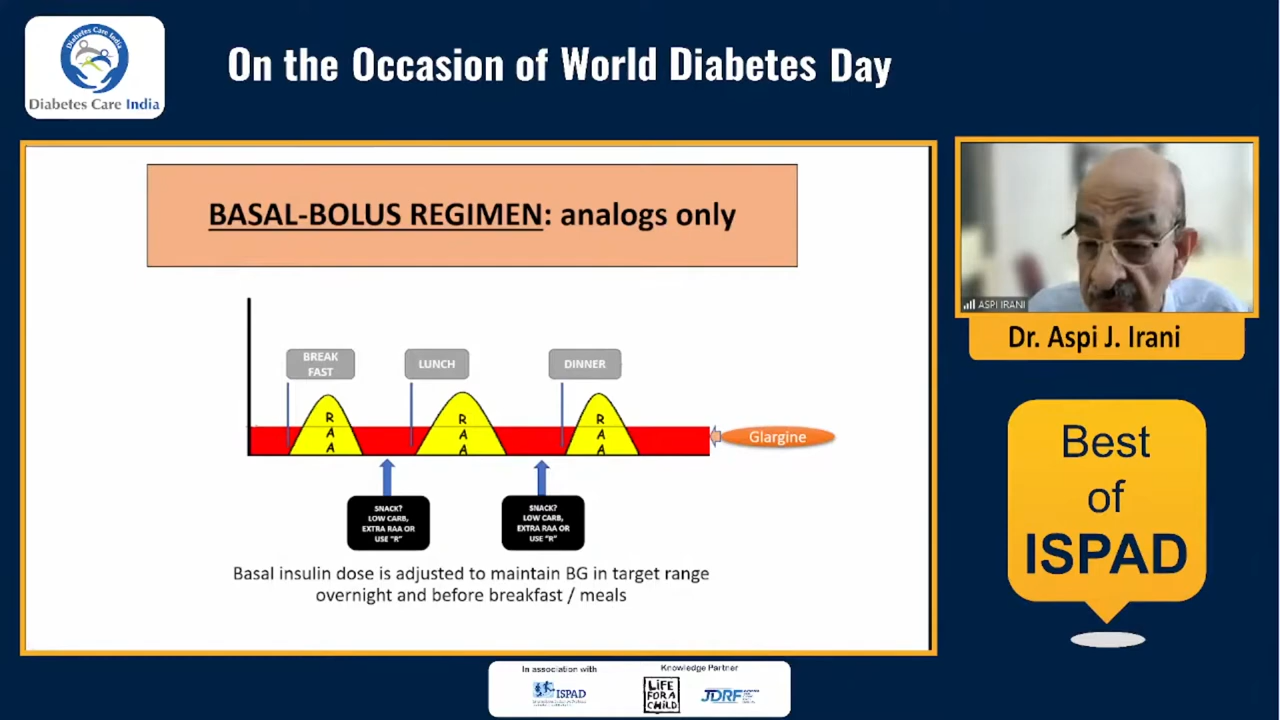 Diabetes Care India
Diabetes Care India
On the Occasion of World Diabetes Day
BASAL-BOLUS REGIMEN: analogs only
BREAK
FAST
LUNCH
DINNER
R
A
A
R
A
A
R
A
A
Glargine
SNACK?
LOW CARB,
EXTRA RAA OR
USE "R"
SNACK?
LOW CARB,
EXTRA RAA OR
USE "R"
Basal insulin dose is adjusted to maintain BG in target range
overnight and before breakfast / meals
ASPI IRANI
Dr. Aspi J. Irani
Best
of
ISPAD
In association with
ISPAD
Knowledge Partner
LiFE
FOR A
CHiLD
JDRF